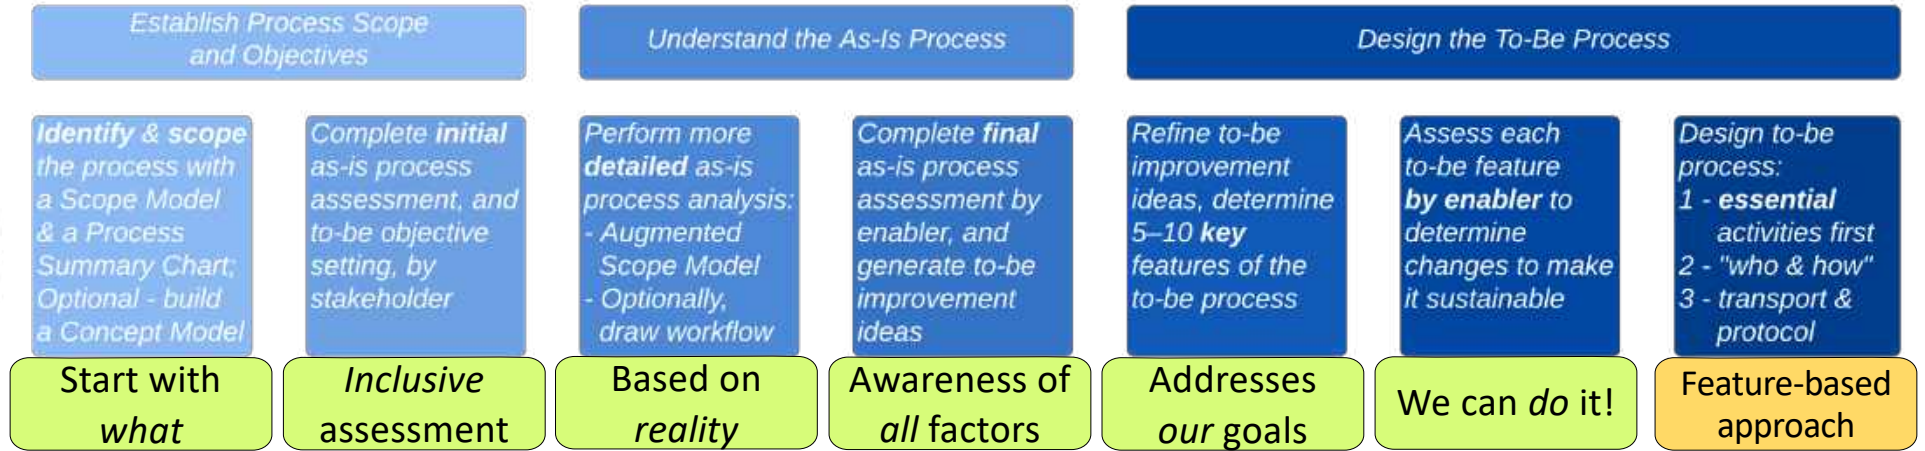 Establish Process Scope
and Objectives
Understand the As-Is Process
Design the To-Be Process
Identify & scope
the process with
a Scope Model
& a Process
Summary Chart;
Optional - build
a Concept Model
Complete initial
as-is process
assessment, and
to-be objective
setting, by
stakeholder
Perform more
detailed as-is
process analysis:
- Augmented
Scope Model
- Optionally,
draw workflow
Complete final
as-is process
assessment by
enabler, and
generate to-be
improvement
ideas
Refine to-be
improvement
ideas, determine
5–10 key
features of the
to-be process
Assess each
to-be feature
by enabler to
determine
changes to make
it sustainable
Design to-be
process:
1 - essential
activities first
2 - "who & how"
3 - transport &
protocol
Start with
what
Inclusive
assessment
Based on
reality
Awareness of
all factors
Addresses
our goals
We can do it!
Feature-based
approach